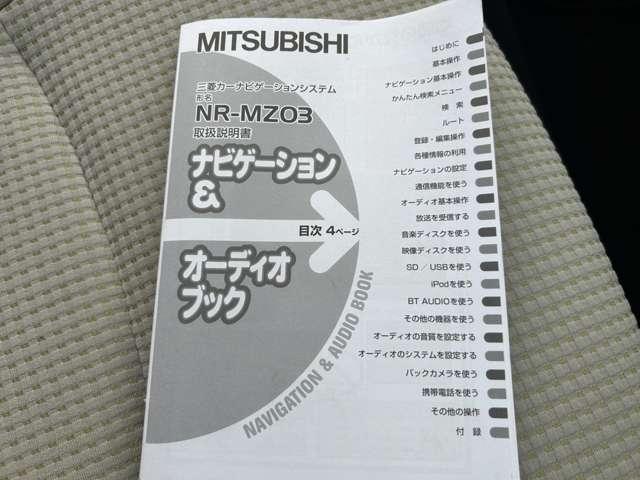 MITSUBISHI
三菱カーナビゲーションシステム
形名
NR-MZ03
取扱説明書
ナビゲーション
&
目次 4ページ
オーディオ
ブック
NAVIGATION & AUDIO BOOK
はじめに
基本操作
ナビゲーション基本操作
かんたん検索メニュー
検 索
ルート
登録・編集操作
各種情報の利用
ナビゲーションの設定
通信機能を使う
オーディオ基本操作
放送を受信する
音楽ディスクを使う
映像ディスクを使う
SD/USBを使う
iPodを使う
BT AUDIOを使う
その他の機器を使う
オーディオの音質を設定する
オーディオのシステムを設定する
バックカメラを使う
携帯電話を使う
その他の操作
付 録